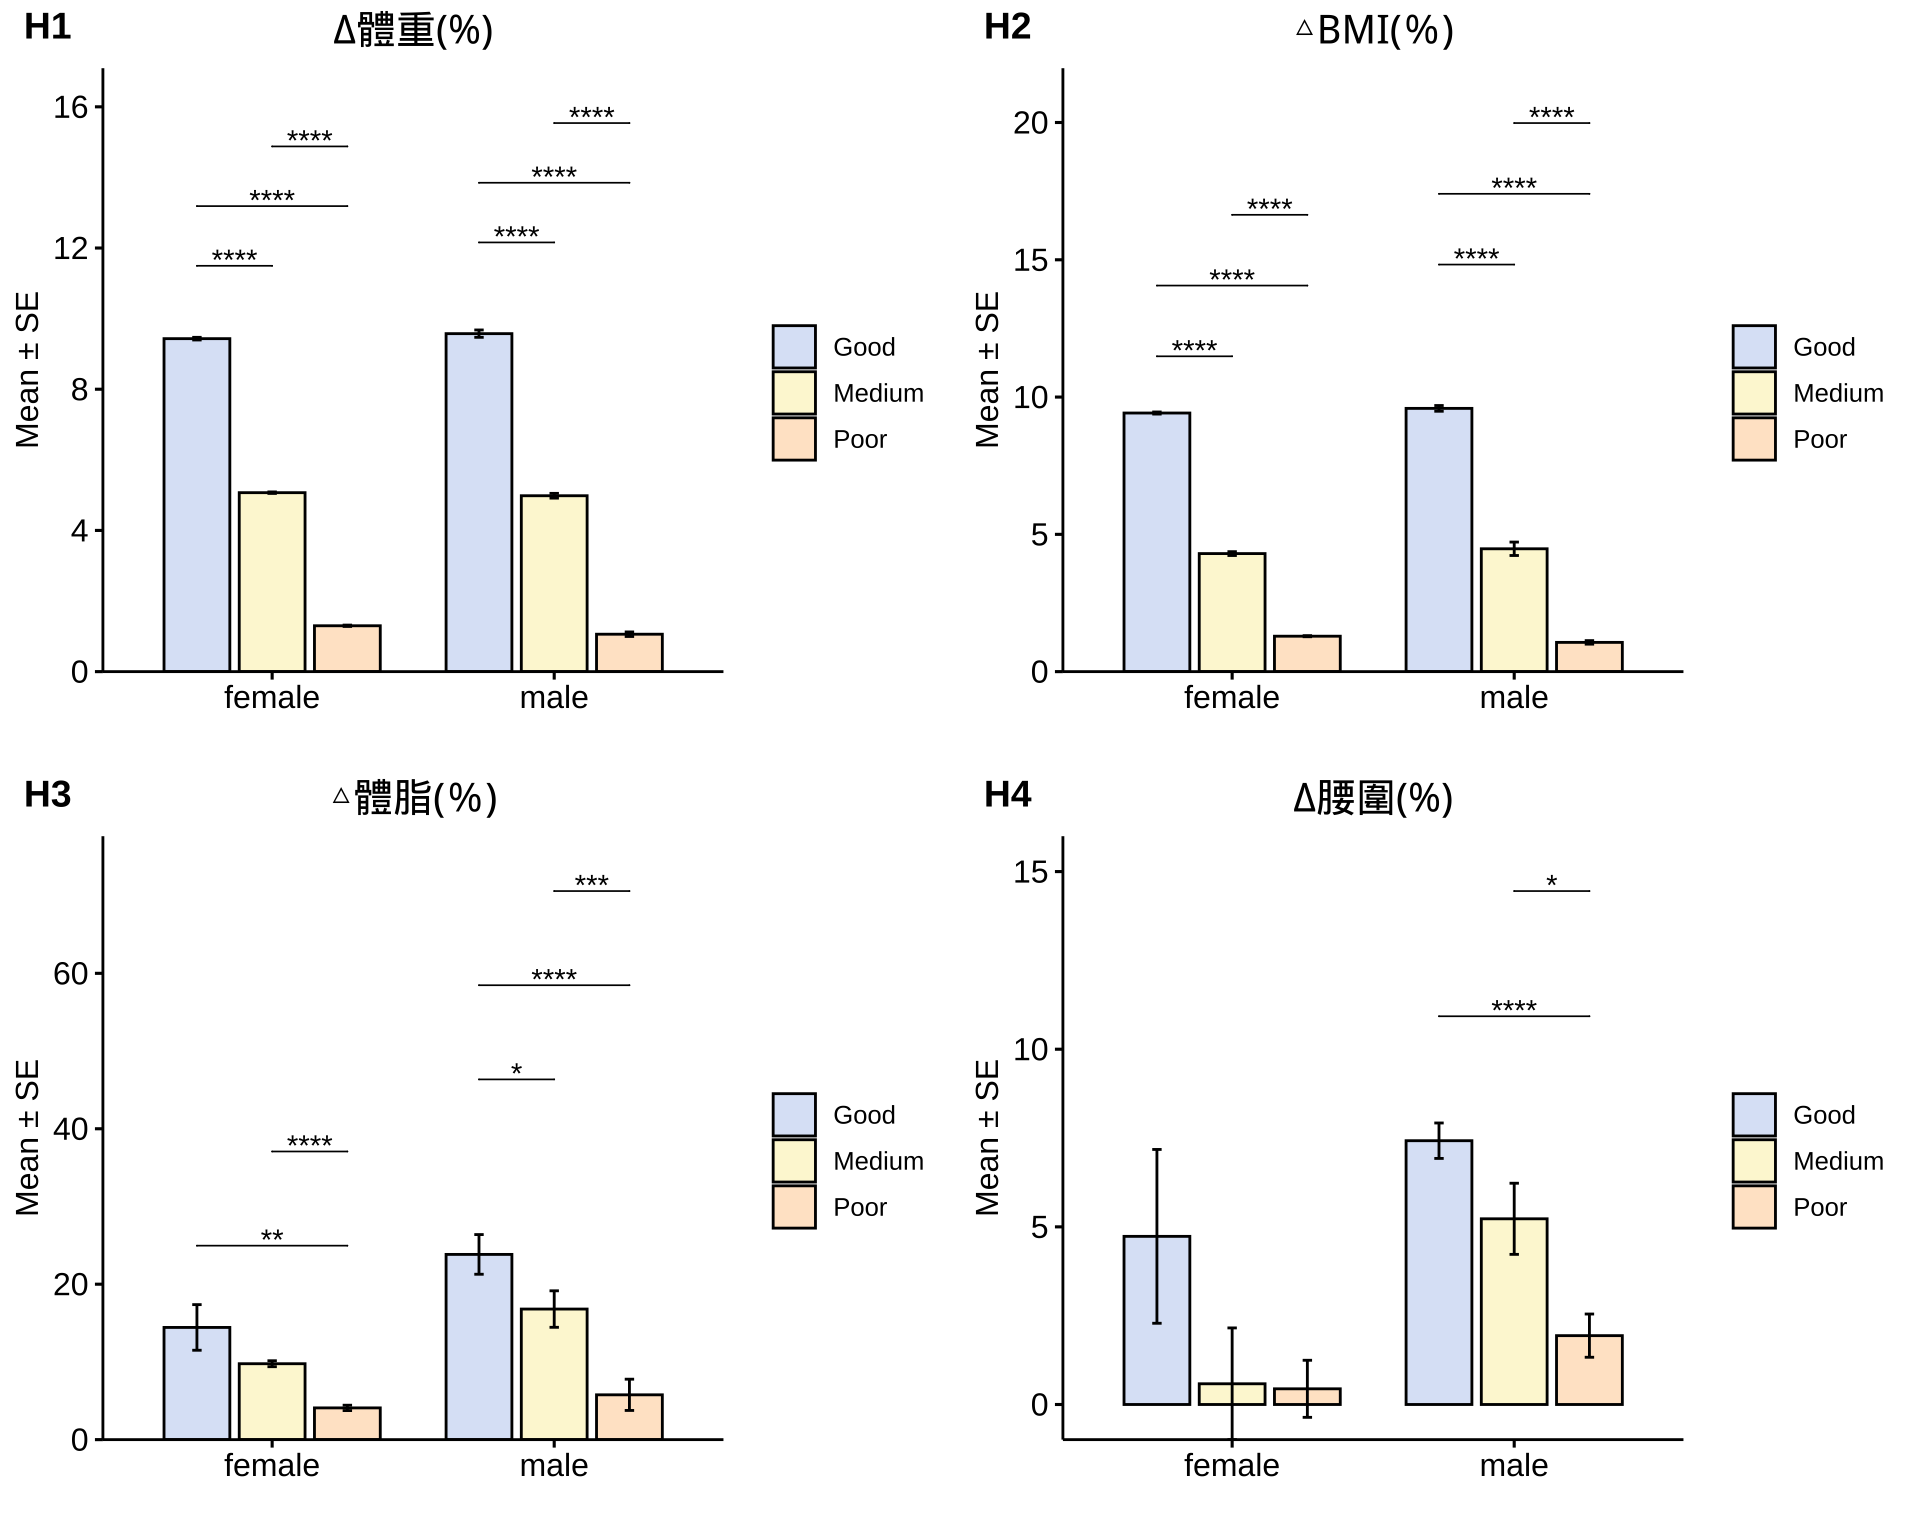 H1
Δ體重(%)
16
12
8
4
0
Mean ± SE
****
****
****
****
****
****
female
male
Good
Medium
Poor
H2
△BMI(%)
20
15
10
5
0
Mean ± SE
****
****
****
****
****
****
female
male
Good
Medium
Poor
H3
△體脂(%)
60
40
20
0
Mean ± SE
***
****
*
****
**
female
male
Good
Medium
Poor
H4
Δ腰圍(%)
15
10
5
0
Mean ± SE
*
****
female
male
Good
Medium
Poor